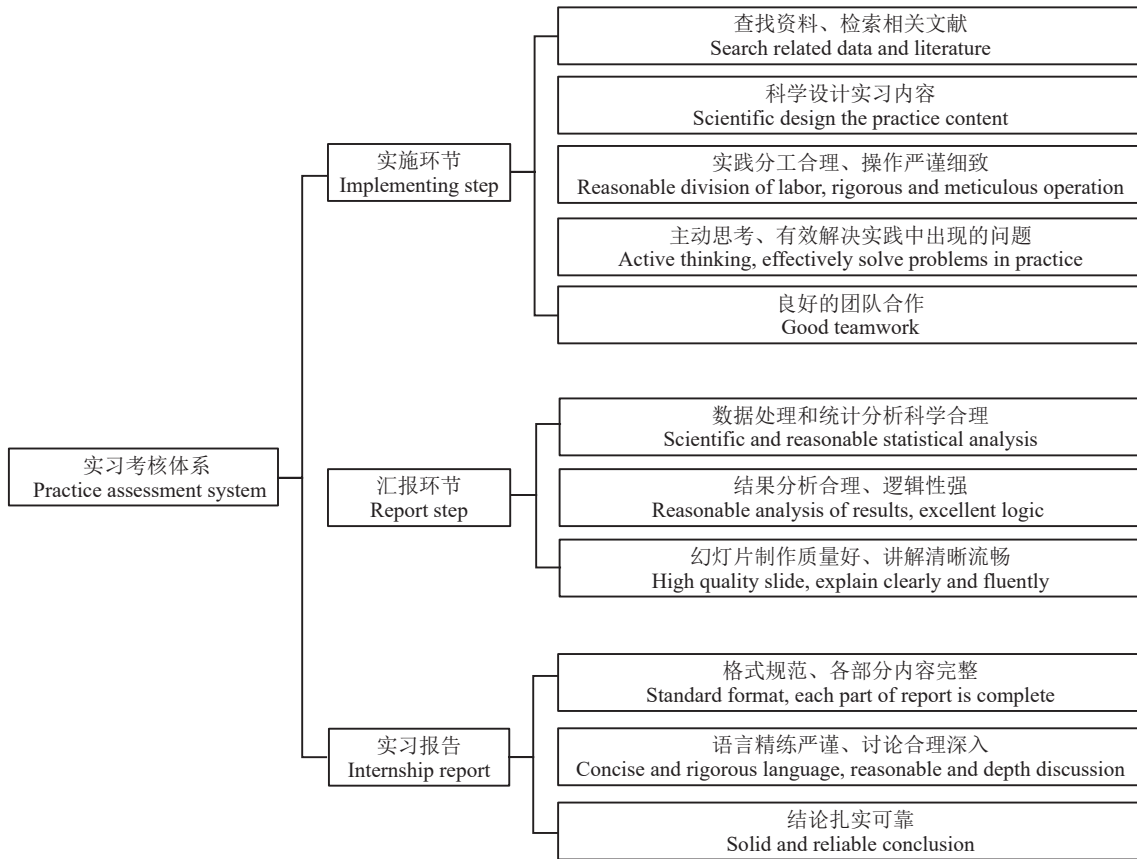 实习考核体系
Practice assessment system
实施环节
Implementing step
查找资料、检索相关文献
Search related data and literature
科学设计实习内容
Scientific design the practice content
实践分工合理、操作严谨细致
Reasonable division of labor, rigorous and meticulous operation
主动思考、有效解决实践中出现的问题
Active thinking, effectively solve problems in practice
良好的团队合作
Good teamwork
汇报环节
Report step
数据处理和统计分析科学合理
Scientific and reasonable statistical analysis
结果分析合理、逻辑性强
Reasonable analysis of results, excellent logic
幻灯片制作质量好、讲解清晰流畅
High quality slide, explain clearly and fluently
实习报告
Internship report
格式规范、各部分内容完整
Standard format, each part of report is complete
语言精练严谨、讨论合理深入
Concise and rigorous language, reasonable and depth discussion
结论扎实可靠
Solid and reliable conclusion